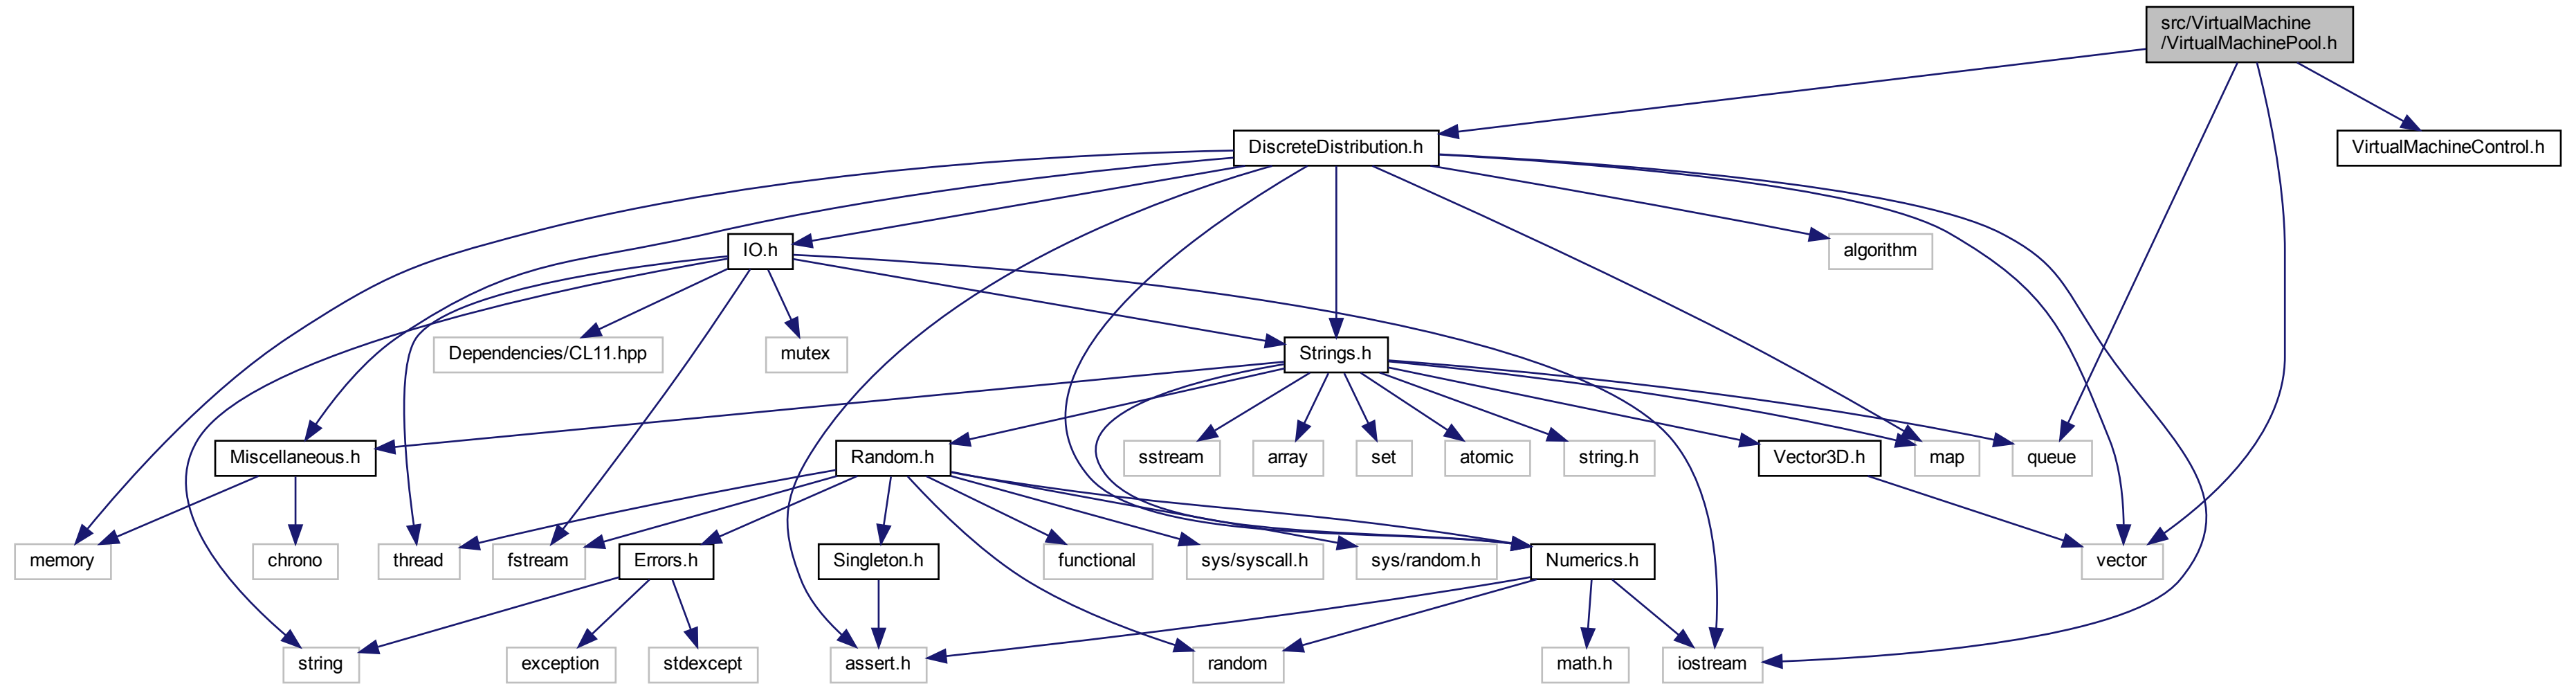 src/VirtualMachine
/VirtualMachinePool.h
DiscreteDistribution.h
VirtualMachineControl.h
IO.h
algorithm
Dependencies/CL11.hpp
mutex
Strings.h
Miscellaneous.h
Random.h
sstream
array
set
atomic
string.h
Vector3D.h
map
queue
memory
chrono
thread
fstream
Errors.h
Singleton.h
functional
sys/syscall.h
sys/random.h
Numerics.h
vector
string
exception
stdexcept
assert.h
random
math.h
iostream